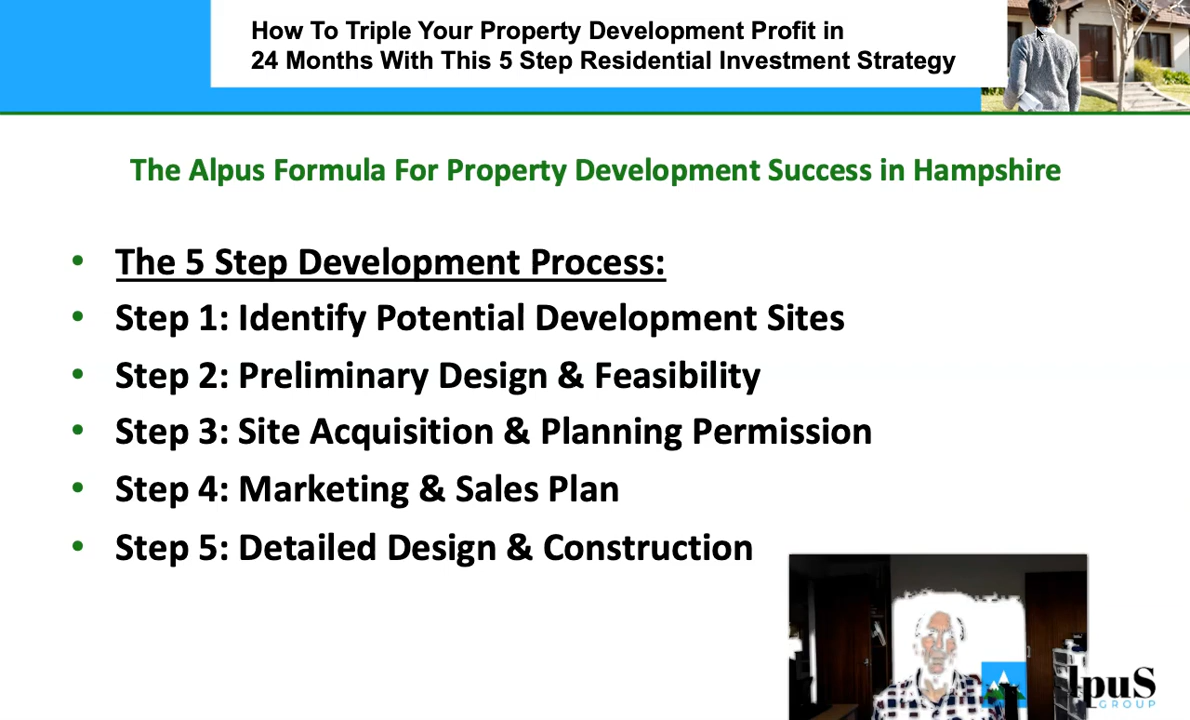 How To Triple Your Property Development Profit in
24 Months With This 5 Step Residential Investment Strategy
The Alpus Formula For Property Development Success in Hampshire
• The 5 Step Development Process:
• Step 1: Identify Potential Development Sites
• Step 2: Preliminary Design & Feasibility
• Step 3: Site Acquisition & Planning Permission
• Step 4: Marketing & Sales Plan
• Step 5: Detailed Design & Construction
lpuS
GROUP